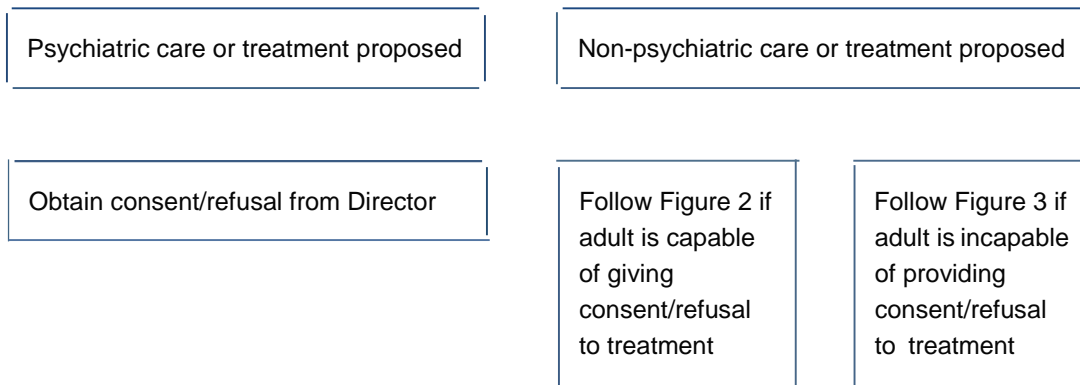 Psychiatric care or treatment proposed
Non-psychiatric care or treatment proposed
Obtain consent/refusal from Director
Follow Figure 2 if
adult is capable
of giving
consent/refusal
to treatment
Follow Figure 3 if
adult is incapable
of providing
consent/refusal
to treatment